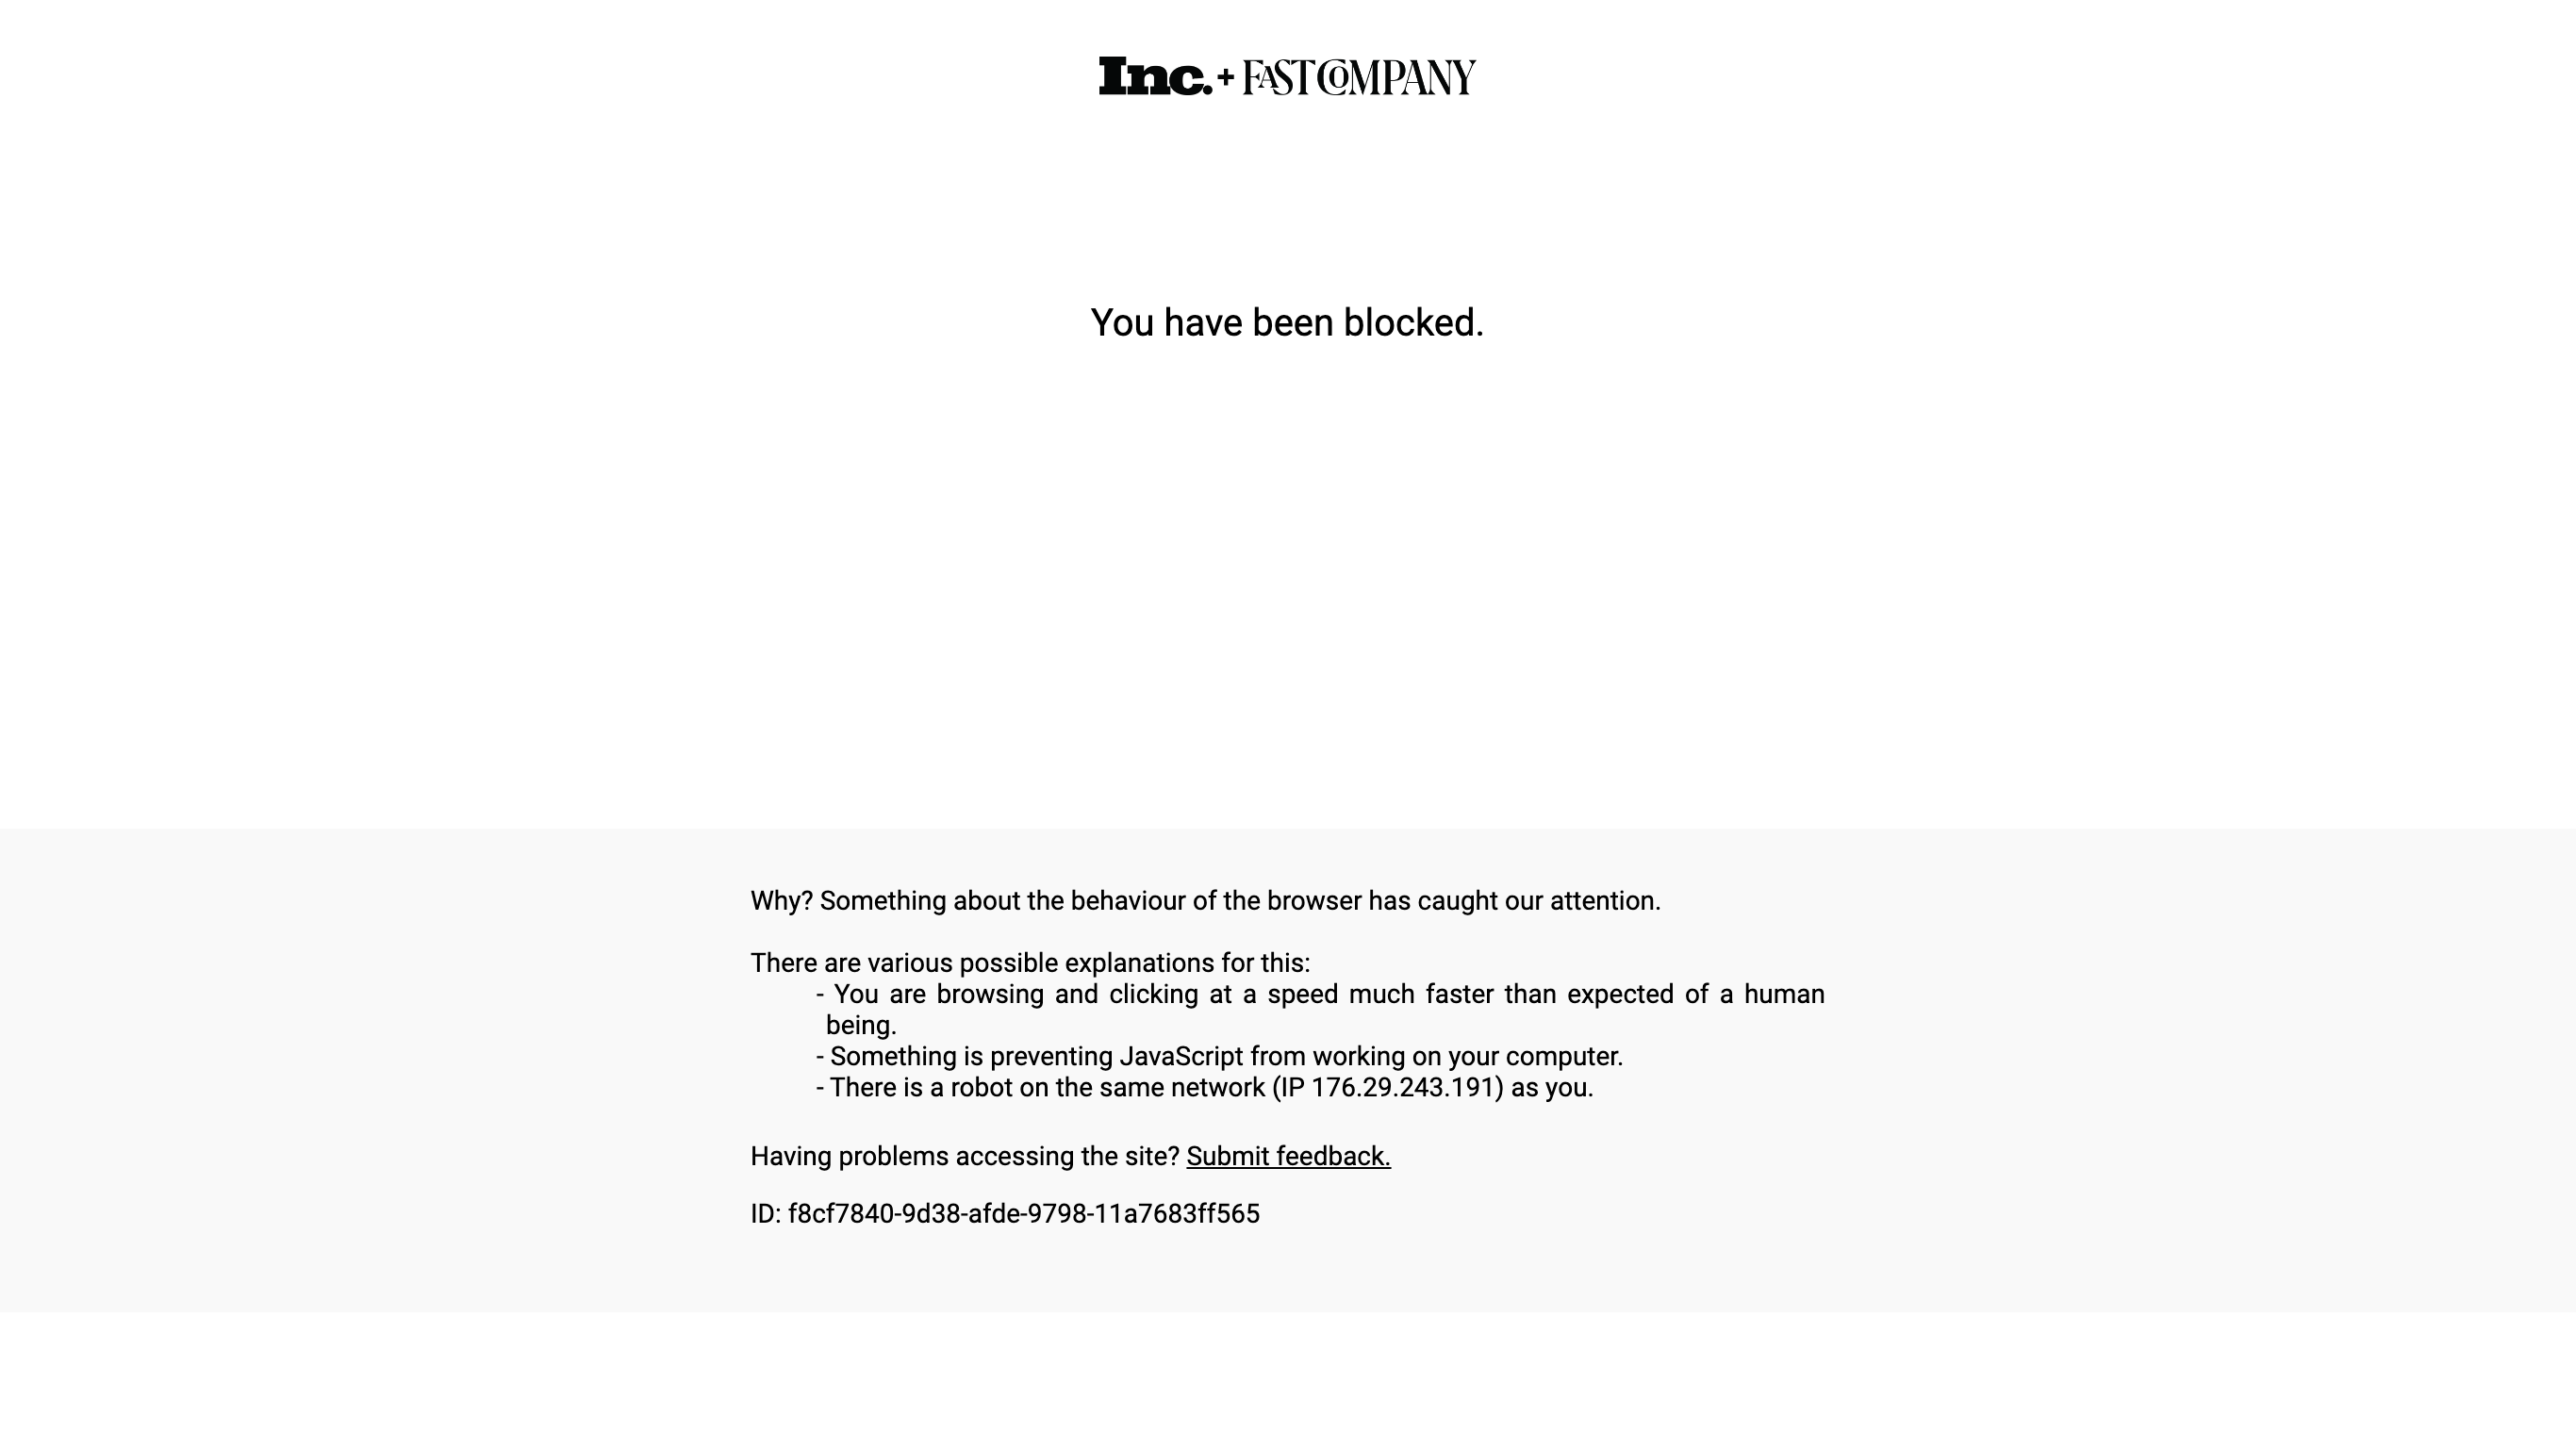 Inc. + FAST COMPANY
You have been blocked.
Why? Something about the behaviour of the browser has caught our attention.
There are various possible explanations for this:
- You are browsing and clicking at a speed much faster than expected of a human
being.
- Something is preventing JavaScript from working on your computer.
- There is a robot on the same network (IP 176.29.243.191) as you.
Having problems accessing the site? Submit feedback.
ID: f8cf7840-9d38-afde-9798-11a7683ff565